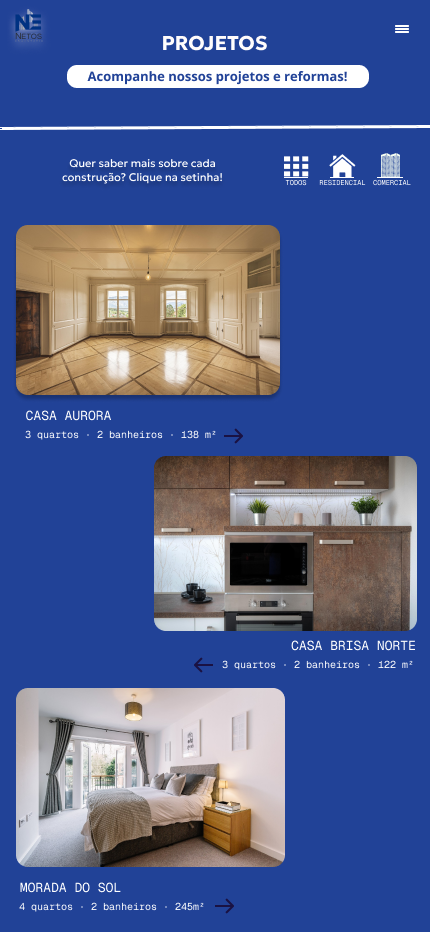 NE
NETOS
PROJETOS
Acompanhe nossos projetos e reformas!
Quer saber mais sobre cada
construção? Clique na setinha!
TODOS
RESIDENCIAL
COMERCIAL
CASA AURORA
3 quartos · 2 banheiros · 138 m²
CASA BRISA NORTE
3 quartos · 2 banheiros · 122 m²
MORADA DO SOL
4 quartos · 2 banheiros · 245m²